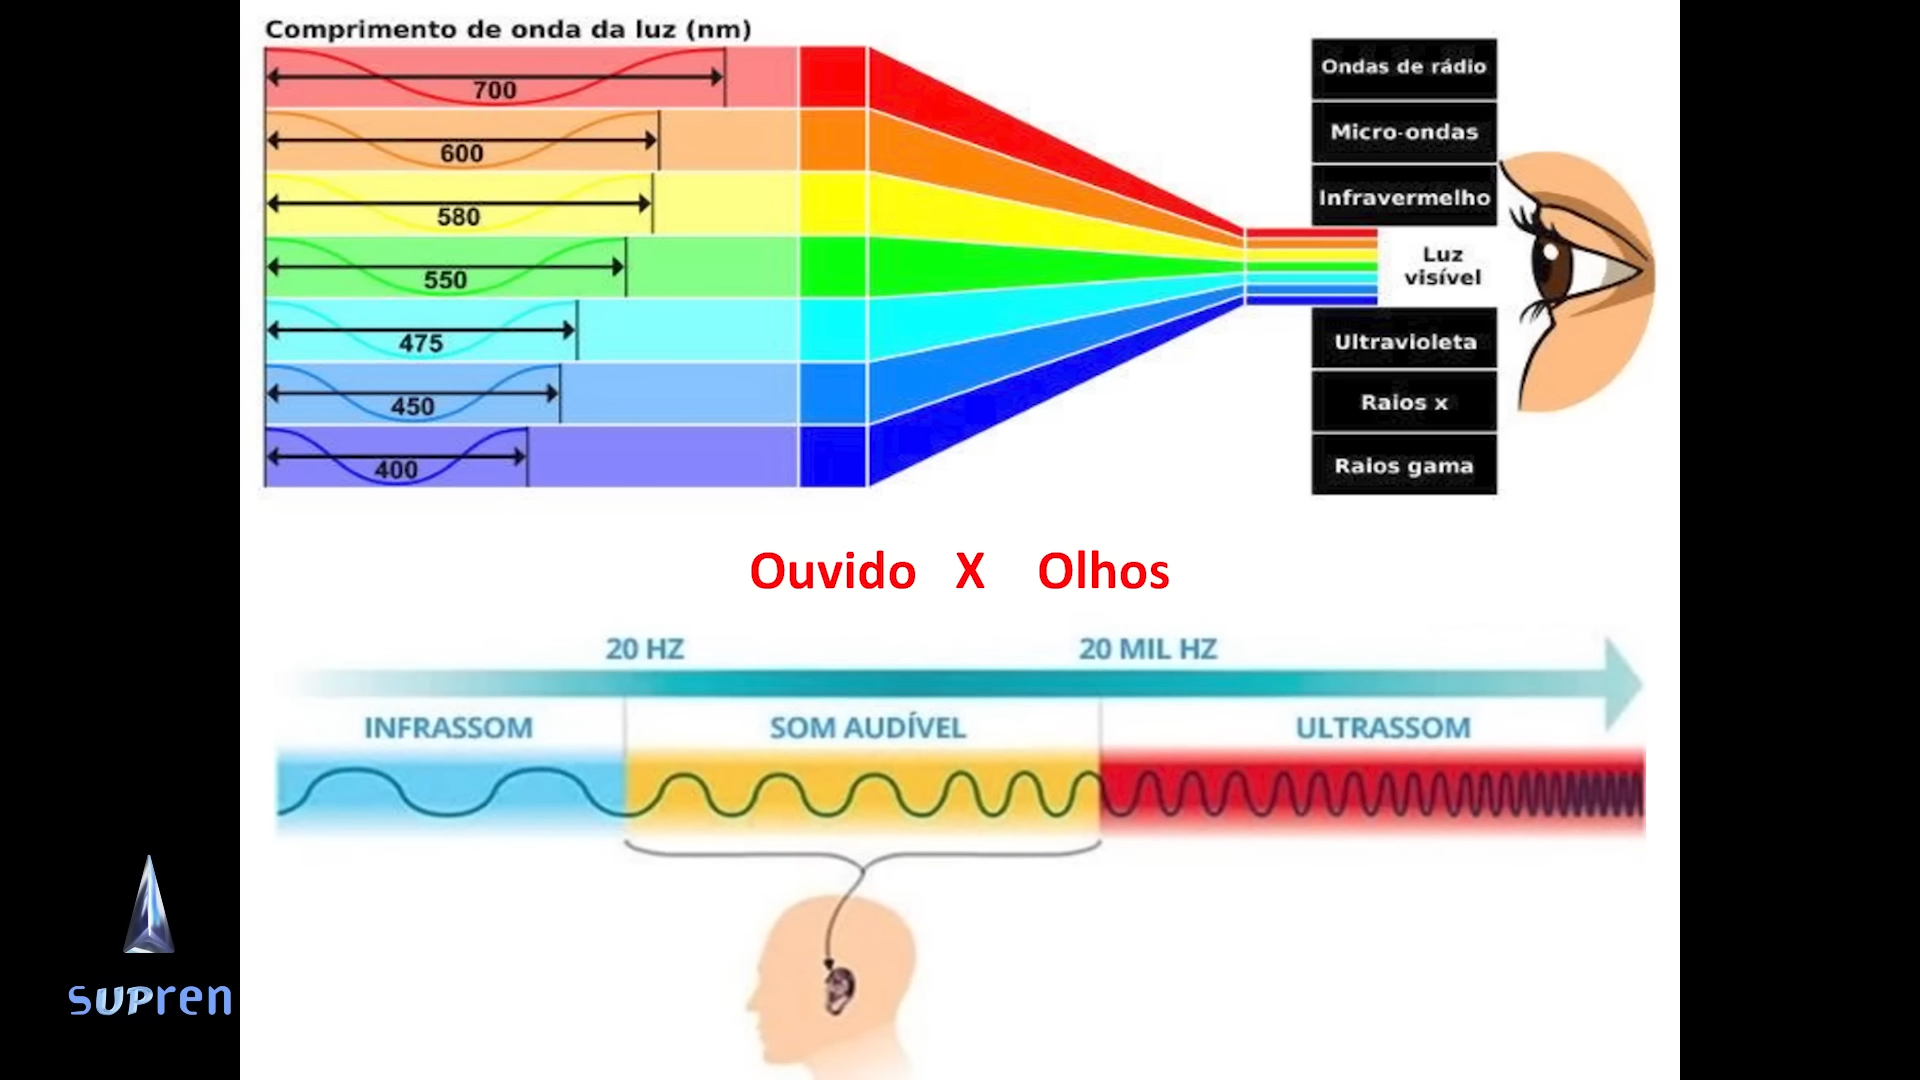 Comprimento de onda da luz (nm)
700
600
580
550
475
450
400
Ondas de rádio
Micro-ondas
Infravermelho
Luz
visível
Ultravioleta
Raios x
Raios gama
Ouvido X Olhos
20 HZ
20 MIL HZ
INFRASSOM
SOM AUDÍVEL
ULTRASSOM
supren